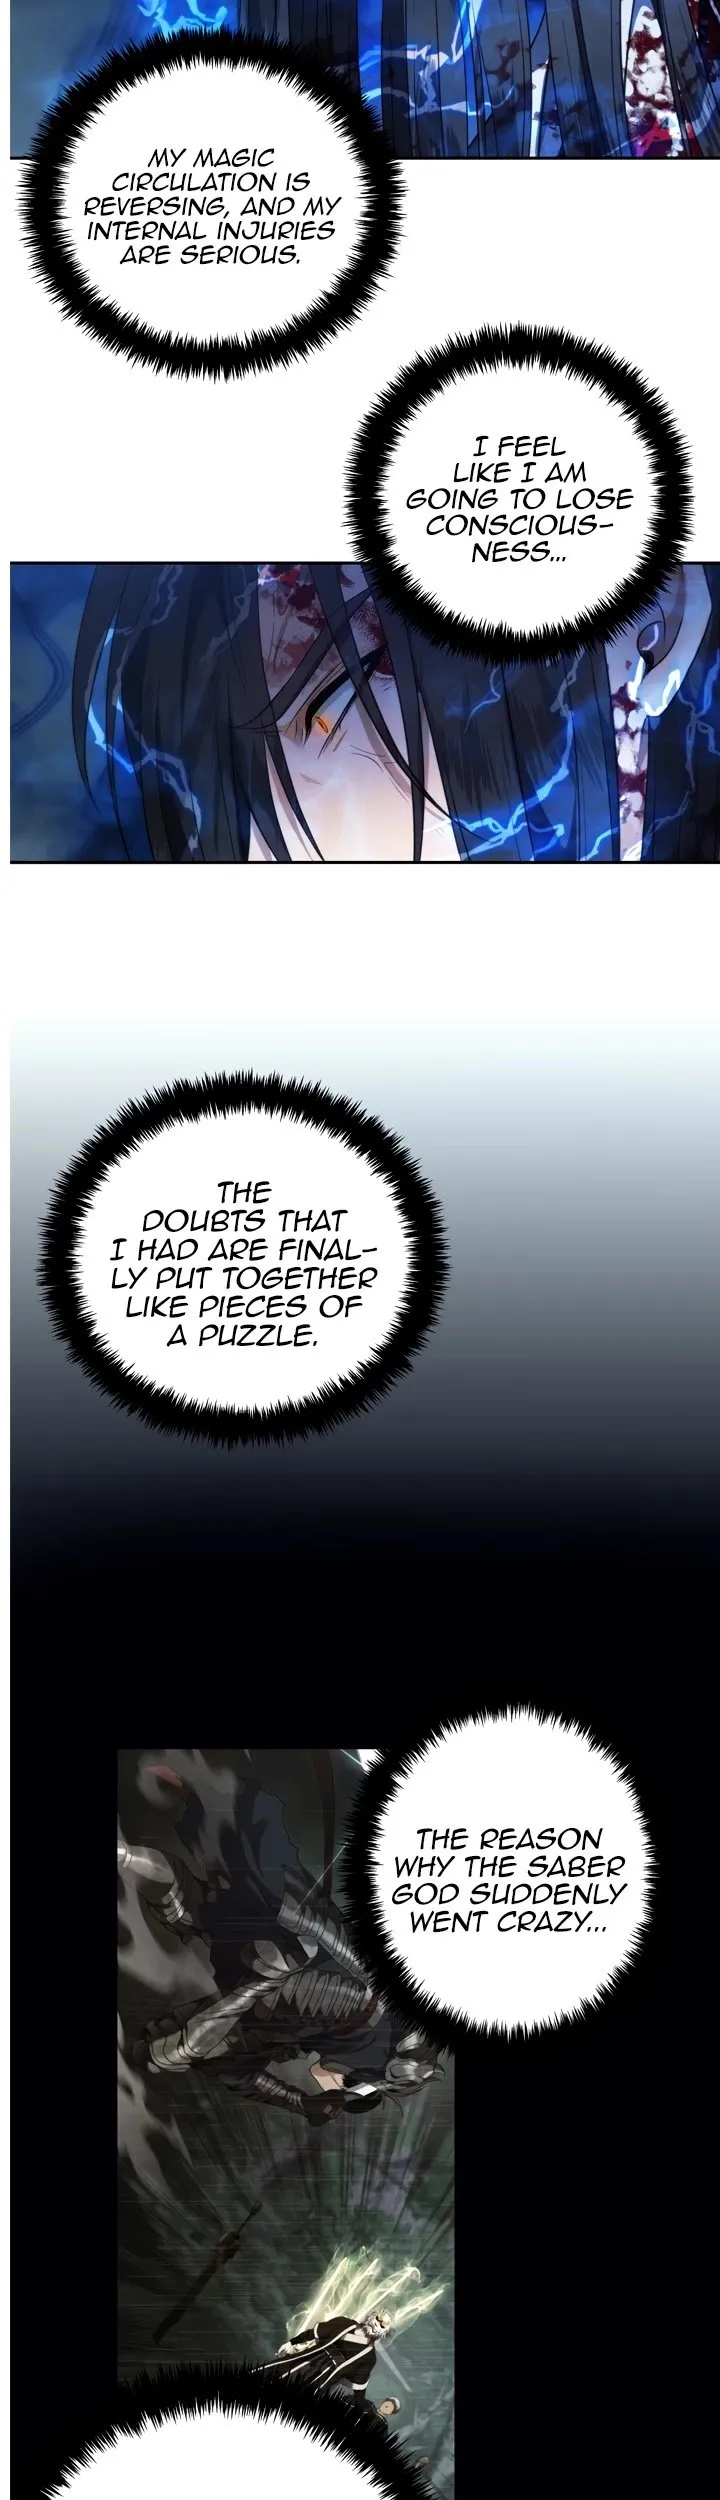 MY MAGIC
CIRCULATION IS
REVERSING, AND MY
INTERNAL INJURIES
ARE SERIOUS.
I FEEL
LIKE I AM
GOING TO LOSE
CONSCIOUS-
NESS...
THE
DOUBTS THAT
I HAD ARE FINAL-
LY PUT TOGETHER
LIKE PIECES OF
A PUZZLE.
THE REASON
WHY THE SABER
GOD SUDDENLY
WENT CRAZY...